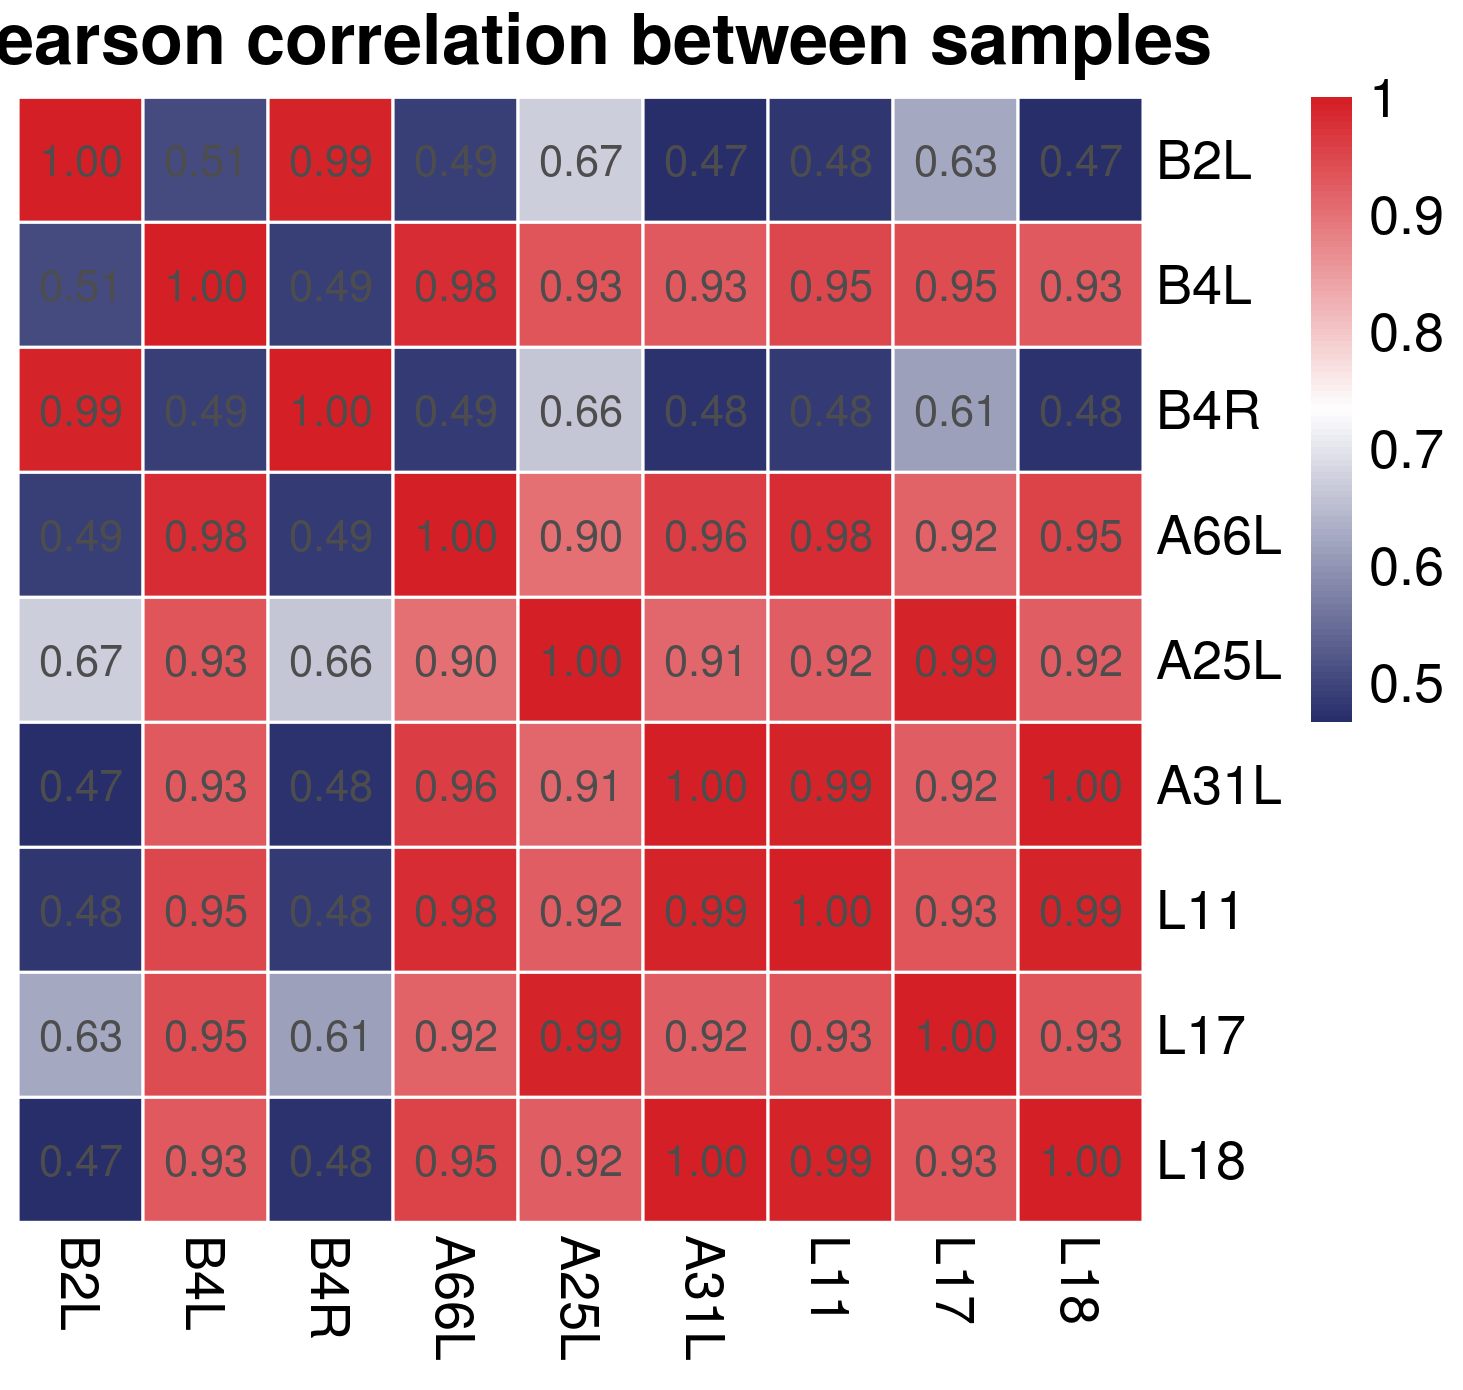 earson correlation between samples
1.00 0.51 0.99 0.49 0.67 0.47 0.48 0.63 0.47 B2L
0.51 1.00 0.49 0.98 0.93 0.93 0.95 0.95 0.93 B4L
0.99 0.49 1.00 0.49 0.66 0.48 0.48 0.61 0.48 B4R
0.49 0.98 0.49 1.00 0.90 0.96 0.98 0.92 0.95 A66L
0.67 0.93 0.66 0.90 1.00 0.91 0.92 0.99 0.92 A25L
0.47 0.93 0.48 0.96 0.91 1.00 0.99 0.92 1.00 A31L
0.48 0.95 0.48 0.98 0.92 0.99 1.00 0.93 0.99 L11
0.63 0.95 0.61 0.92 0.99 0.92 0.93 1.00 0.93 L17
0.47 0.93 0.48 0.95 0.92 1.00 0.99 0.93 1.00 L18
B2L B4L B4R A66L A25L A31L L11 L17 L18
1
0.9
0.8
0.7
0.6
0.5